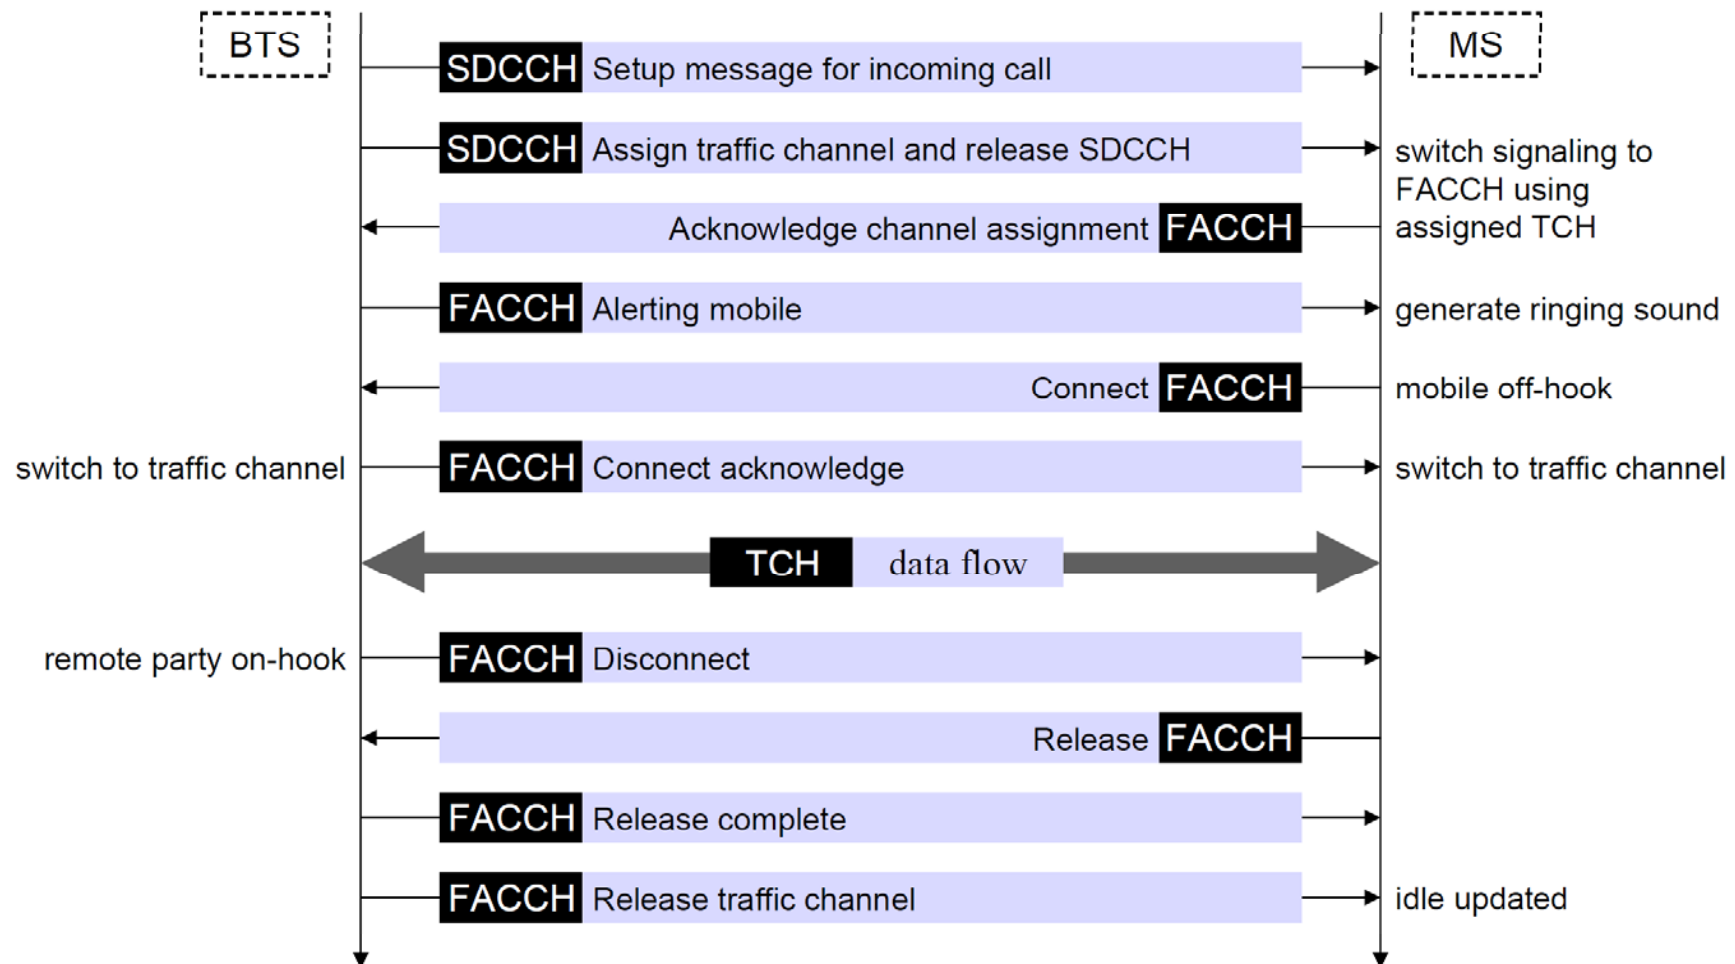 BTS
MS
SDCCH Setup message for incoming call
SDCCH Assign traffic channel and release SDCCH
switch signaling to
FACCH using
assigned TCH
Acknowledge channel assignment FACCH
FACCH Alerting mobile
generate ringing sound
Connect FACCH
mobile off-hook
switch to traffic channel
FACCH Connect acknowledge
switch to traffic channel
TCH data flow
remote party on-hook
FACCH Disconnect
Release FACCH
FACCH Release complete
FACCH Release traffic channel
idle updated